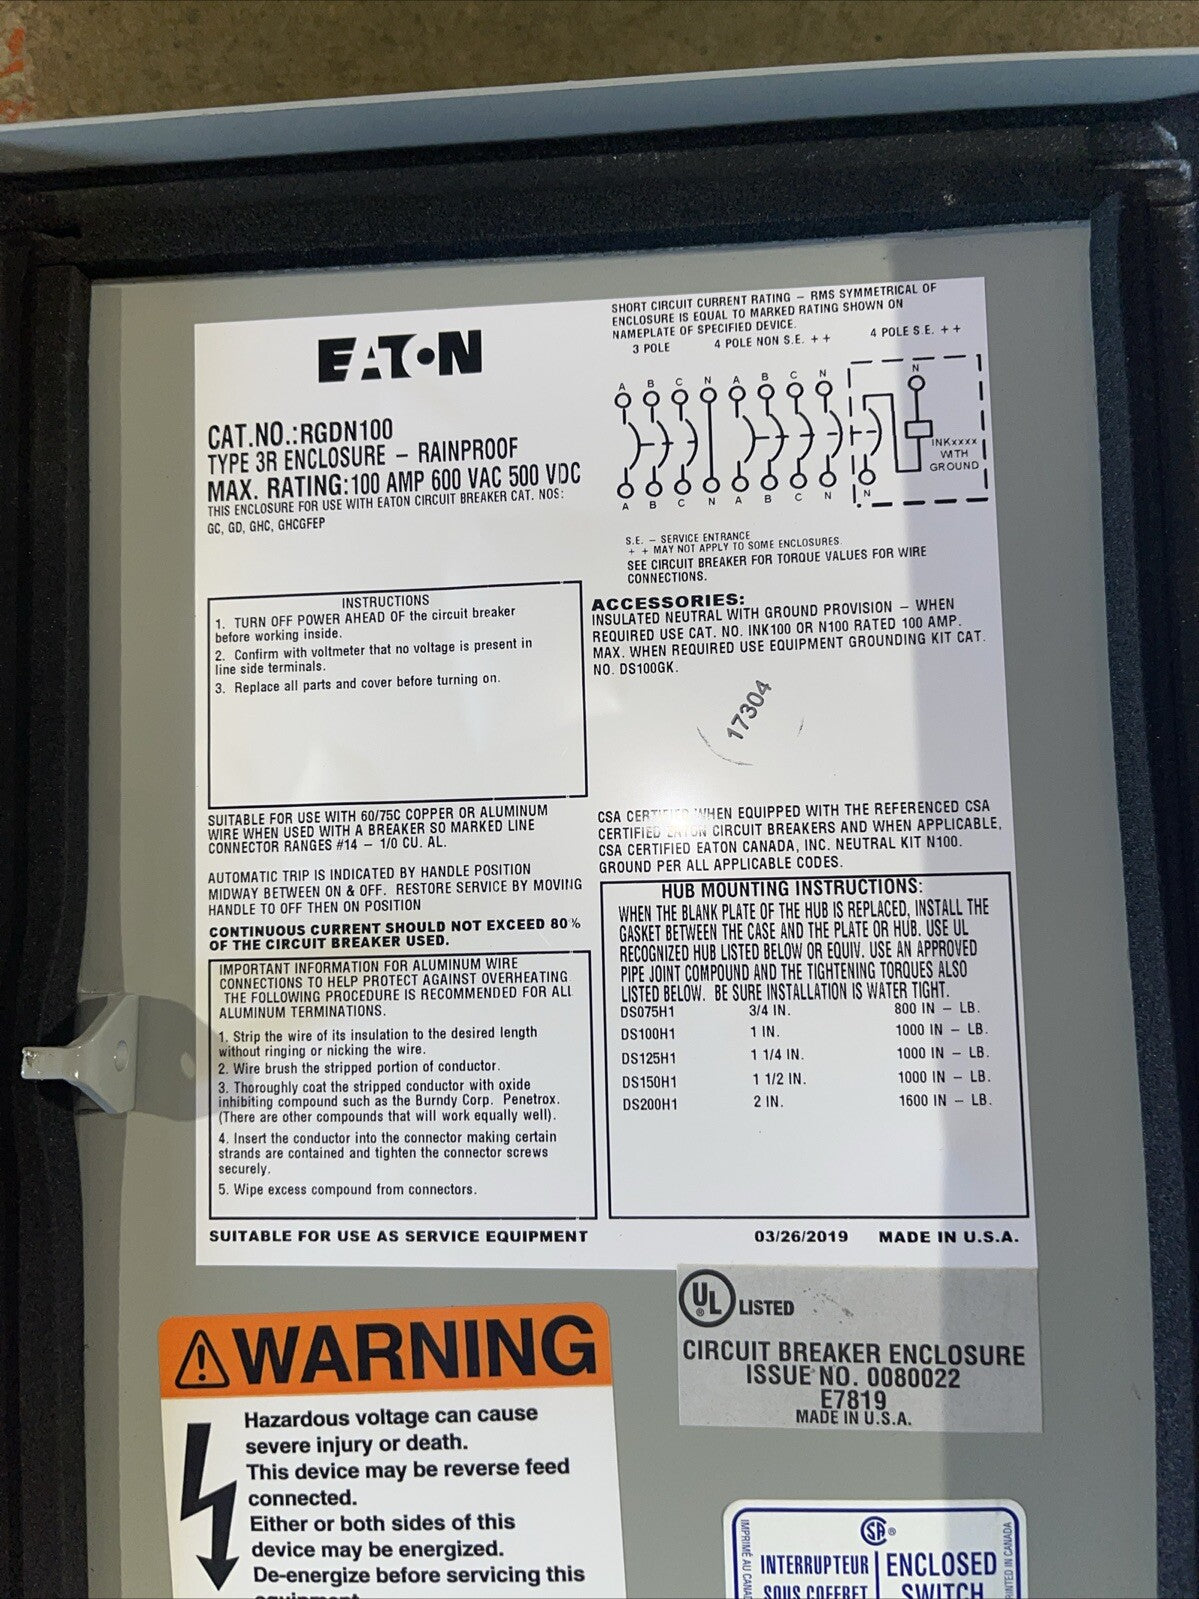 EATON
CAT.NO.:RGDN100
TYPE 3R ENCLOSURE – RAINPROOF
MAX. RATING:100 AMP 600 VAC 500 VDC
THIS ENCLOSURE FOR USE WITH EATON CIRCUIT BREAKER CAT. NOS:
GC, GD, GHC, GHCGFEP
SHORT CIRCUIT CURRENT RATING – RMS SYMMETRICAL OF
ENCLOSURE IS EQUAL TO MARKED RATING SHOWN ON
NAMEPLATE OF SPECIFIED DEVICE.
3 POLE 4 POLE NON S.E. + + 4 POLE S.E. + +
A B C N A B C N N
INKxxxx
WITH
GROUND
A B C N A B C N N
S.E. – SERVICE ENTRANCE
+ + MAY NOT APPLY TO SOME ENCLOSURES.
SEE CIRCUIT BREAKER FOR TORQUE VALUES FOR WIRE
CONNECTIONS.
INSTRUCTIONS
1. TURN OFF POWER AHEAD OF the circuit breaker
before working inside.
2. Confirm with voltmeter that no voltage is present in
line side terminals.
3. Replace all parts and cover before turning on.
ACCESSORIES:
INSULATED NEUTRAL WITH GROUND PROVISION – WHEN
REQUIRED USE CAT. NO. INK100 OR N100 RATED 100 AMP.
MAX. WHEN REQUIRED USE EQUIPMENT GROUNDING KIT CAT.
NO. DS100GK.
17304
SUITABLE FOR USE WITH 60/75C COPPER OR ALUMINUM
WIRE WHEN USED WITH A BREAKER SO MARKED LINE
CONNECTOR RANGES #14 – 1/0 CU. AL.
AUTOMATIC TRIP IS INDICATED BY HANDLE POSITION
MIDWAY BETWEEN ON & OFF. RESTORE SERVICE BY MOVING
HANDLE TO OFF THEN ON POSITION
CONTINUOUS CURRENT SHOULD NOT EXCEED 80%
OF THE CIRCUIT BREAKER USED.
CSA CERTIFIED WHEN EQUIPPED WITH THE REFERENCED CSA
CERTIFIED EATON CIRCUIT BREAKERS AND WHEN APPLICABLE,
CSA CERTIFIED EATON CANADA, INC. NEUTRAL KIT N100.
GROUND PER ALL APPLICABLE CODES.
IMPORTANT INFORMATION FOR ALUMINUM WIRE
CONNECTIONS TO HELP PROTECT AGAINST OVERHEATING
THE FOLLOWING PROCEDURE IS RECOMMENDED FOR ALL
ALUMINUM TERMINATIONS.
1. Strip the wire of its insulation to the desired length
without ringing or nicking the wire.
2. Wire brush the stripped portion of conductor.
3. Thoroughly coat the stripped conductor with oxide
inhibiting compound such as the Burndy Corp. Penetrox.
(There are other compounds that will work equally well).
4. Insert the conductor into the connector making certain
strands are contained and tighten the connector screws
securely.
5. Wipe excess compound from connectors.
HUB MOUNTING INSTRUCTIONS:
WHEN THE BLANK PLATE OF THE HUB IS REPLACED, INSTALL THE
GASKET BETWEEN THE CASE AND THE PLATE OR HUB. USE UL
RECOGNIZED HUB LISTED BELOW OR EQUIV. USE AN APPROVED
PIPE JOINT COMPOUND AND THE TIGHTENING TORQUES ALSO
LISTED BELOW. BE SURE INSTALLATION IS WATER TIGHT.
DS075H1 3/4 IN. 800 IN – LB.
DS100H1 1 IN. 1000 IN – LB.
DS125H1 1 1/4 IN. 1000 IN – LB.
DS150H1 1 1/2 IN. 1000 IN – LB.
DS200H1 2 IN. 1600 IN – LB.
SUITABLE FOR USE AS SERVICE EQUIPMENT
03/26/2019 MADE IN U.S.A.
UL® LISTED
CIRCUIT BREAKER ENCLOSURE
ISSUE NO. 0080022
E7819
MADE IN U.S.A.
WARNING
Hazardous voltage can cause
severe injury or death.
This device may be reverse feed
connected.
Either or both sides of this
device may be energized.
De-energize before servicing this
equipment.
SA®
IMPRIMÉ AU CANADA
INTERRUPTEUR ENCLOSED
SOUS COFFRET SWITCH
PRINTED IN CANADA